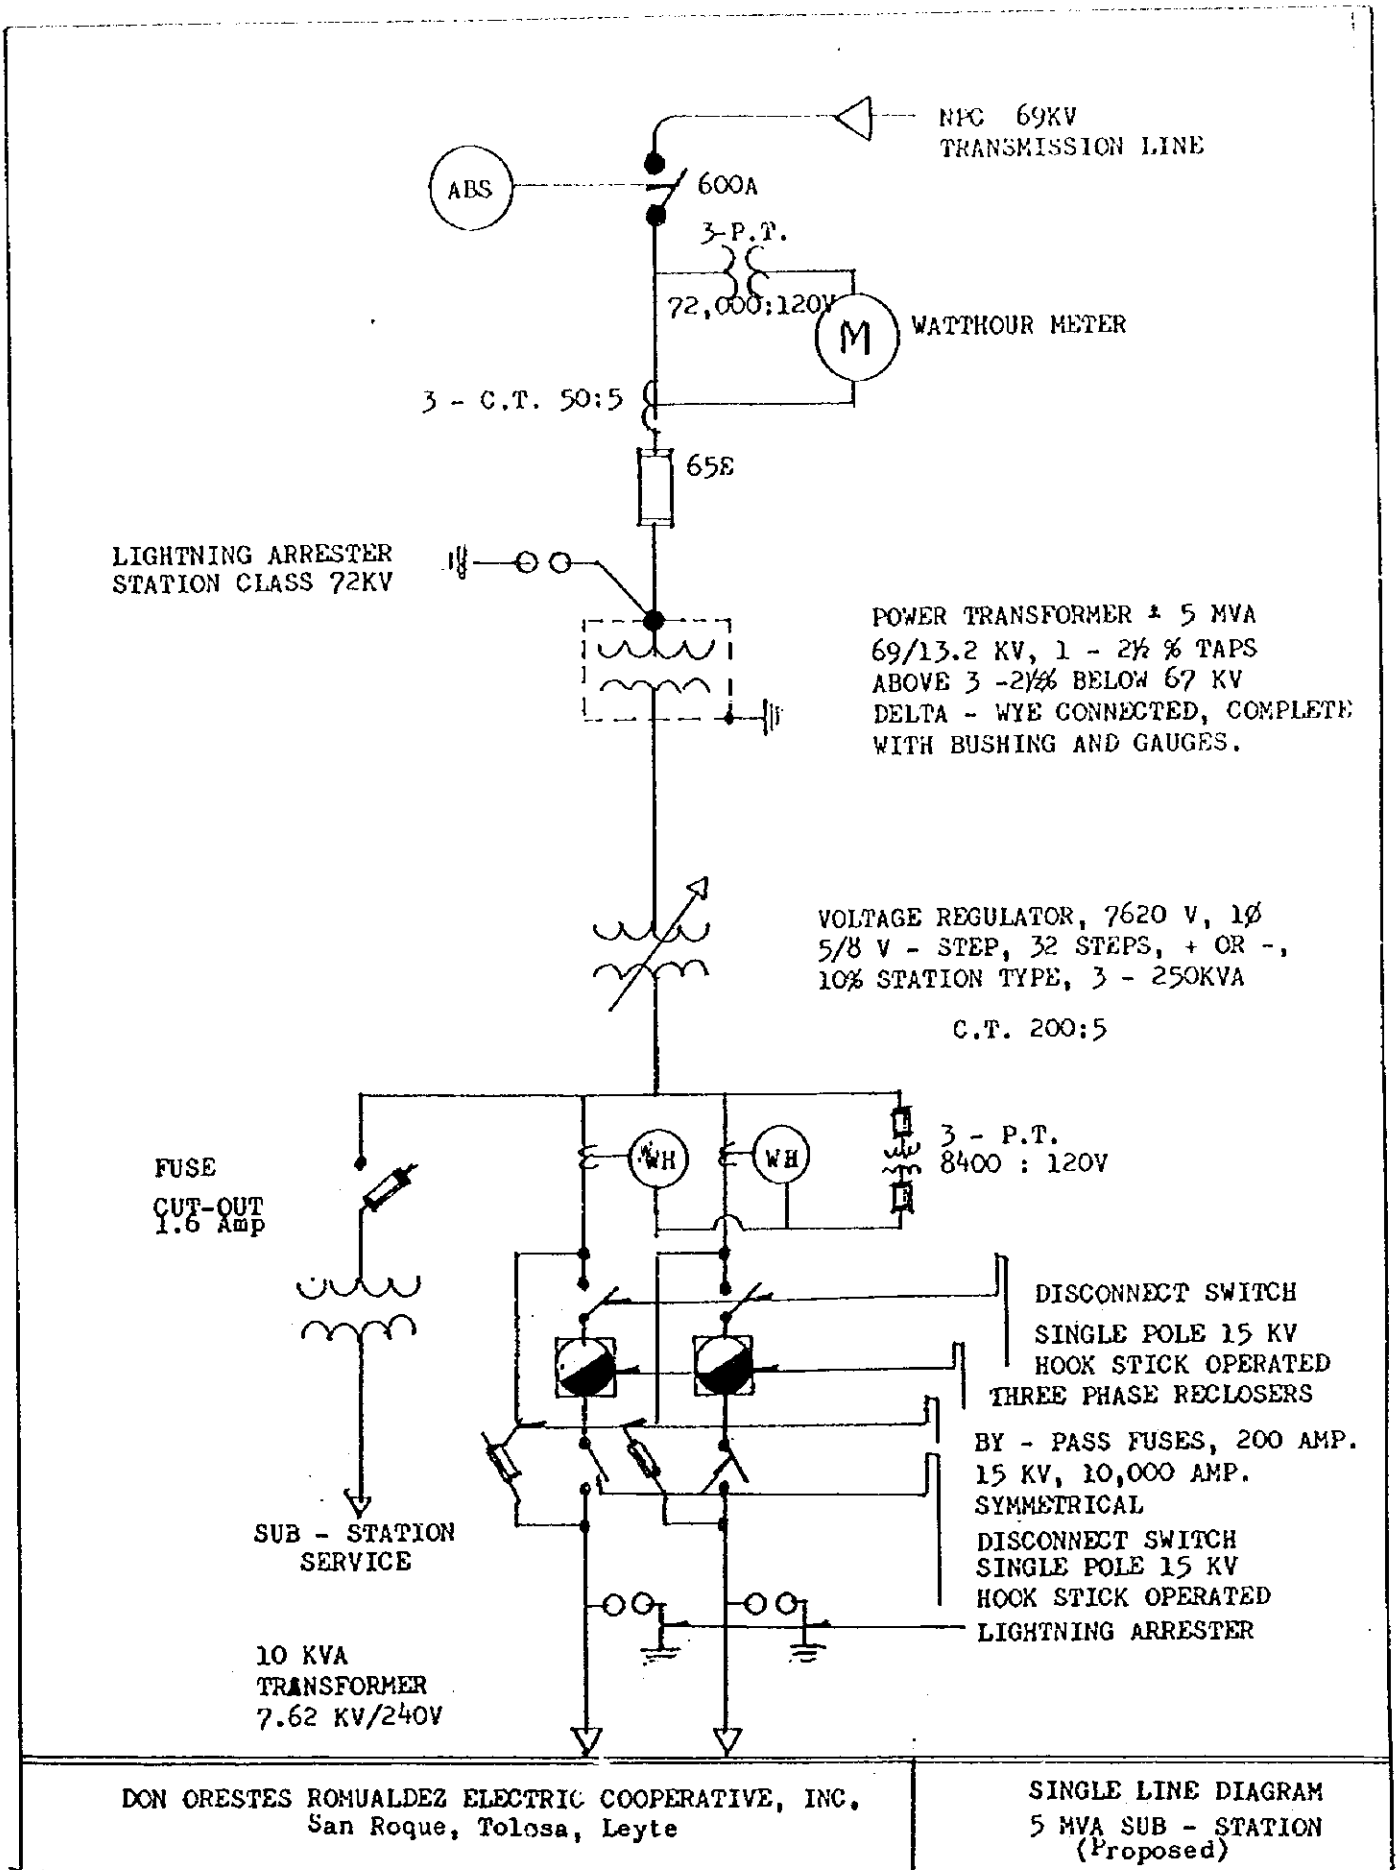 NPC 69KV
TRANSMISSION LINE
ABS
600A
3-P.T.
72,000:120V
M
WATTHOUR METER
3 - C.T. 50:5
65E
LIGHTNING ARRESTER
STATION CLASS 72KV
POWER TRANSFORMER 5 MVA
69/13.2 KV, 1 - 2½ % TAPS
ABOVE 3 -2½% BELOW 67 KV
DELTA - WYE CONNECTED, COMPLETE
WITH BUSHING AND GAUGES.
VOLTAGE REGULATOR, 7620 V, 1ø
5/8 V - STEP, 32 STEPS, + OR -,
10% STATION TYPE, 3 - 250KVA
C.T. 200:5
FUSE
CUT-OUT
1.6 Amp
WH
WH
3 - P.T.
8400 : 120V
DISCONNECT SWITCH
SINGLE POLE 15 KV
HOOK STICK OPERATED
THREE PHASE RECLOSERS
BY - PASS FUSES, 200 AMP.
15 KV, 10,000 AMP.
SYMMETRICAL
DISCONNECT SWITCH
SINGLE POLE 15 KV
HOOK STICK OPERATED
LIGHTNING ARRESTER
SUB - STATION
SERVICE
10 KVA
TRANSFORMER
7.62 KV/240V
DON ORESTES ROMUALDEZ ELECTRIC COOPERATIVE, INC.
San Roque, Tolosa, Leyte
SINGLE LINE DIAGRAM
5 MVA SUB - STATION
(Proposed)